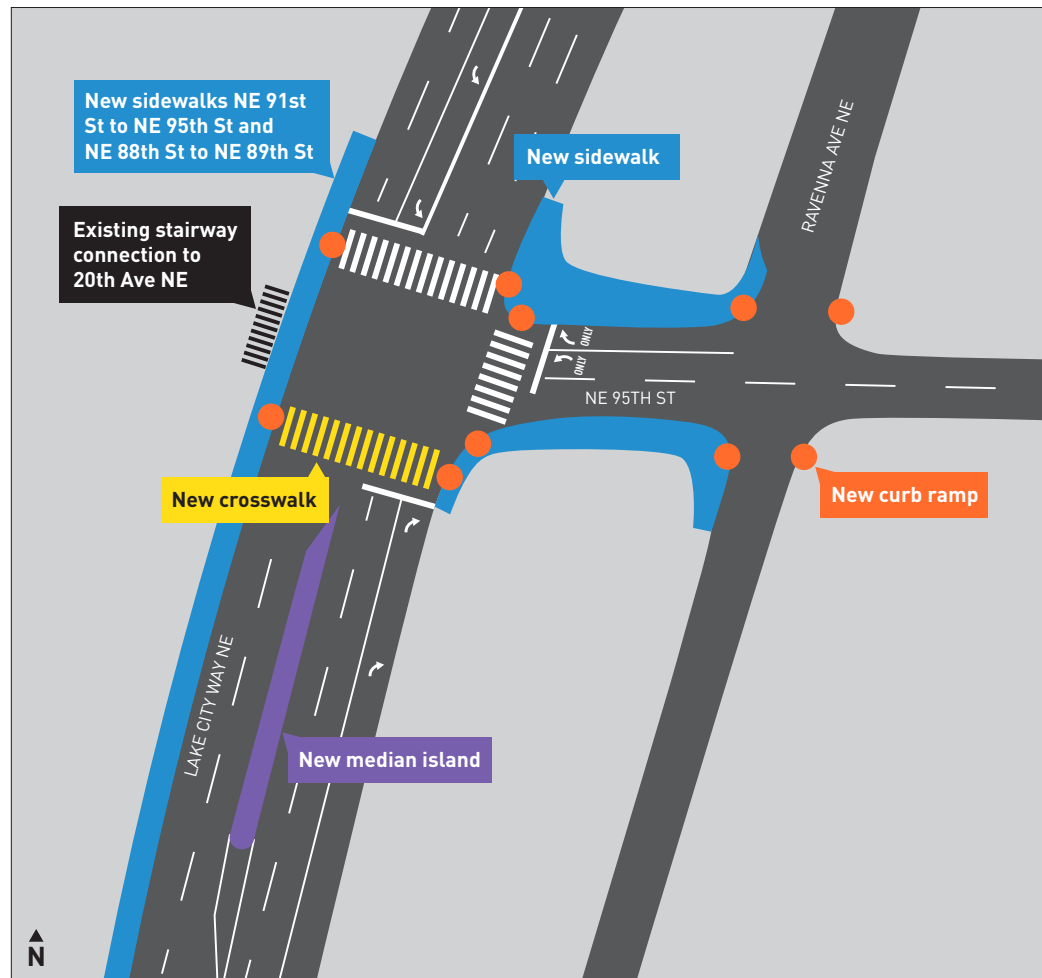 New sidewalks NE 91st
St to NE 95th St and
NE 88th St to NE 89th St
New sidewalk
RAVENNA AVE NE
Existing stairway
connection to
20th Ave NE
ONLY
ONLY
NE 95TH ST
New crosswalk
New curb ramp
LAKE CITY WAY NE
New median island
N